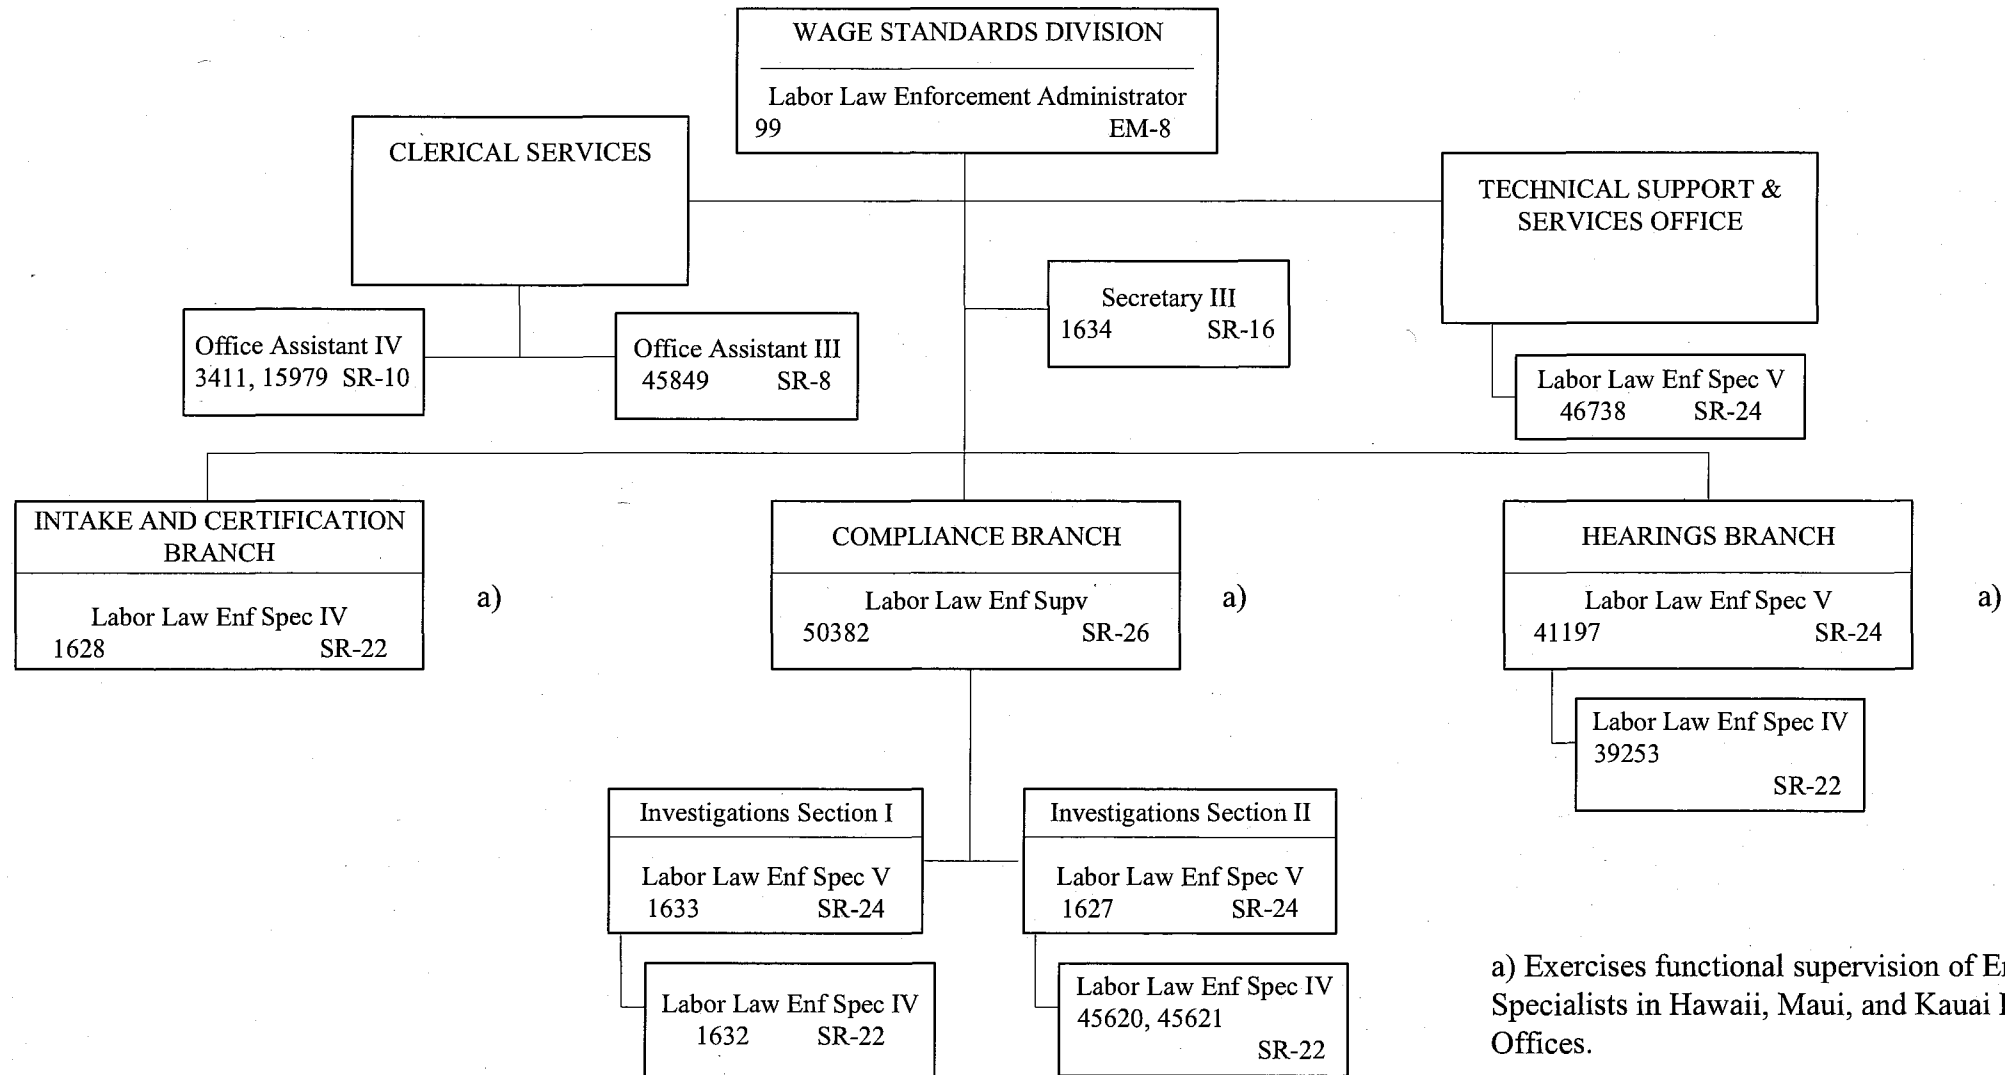 WAGE STANDARDS DIVISION
Labor Law Enforcement Administrator
99 EM-8
CLERICAL SERVICES
TECHNICAL SUPPORT &
SERVICES OFFICE
Secretary III
1634 SR-16
Office Assistant IV
3411, 15979 SR-10
Office Assistant III
45849 SR-8
Labor Law Enf Spec V
46738 SR-24
INTAKE AND CERTIFICATION
BRANCH
Labor Law Enf Spec IV
1628 SR-22
a)
COMPLIANCE BRANCH
Labor Law Enf Supv
50382 SR-26
a)
HEARINGS BRANCH
Labor Law Enf Spec V
41197 SR-24
a)
Labor Law Enf Spec IV
39253
SR-22
Investigations Section I
Labor Law Enf Spec V
1633 SR-24
Investigations Section II
Labor Law Enf Spec V
1627 SR-24
Labor Law Enf Spec IV
1632 SR-22
Labor Law Enf Spec IV
45620, 45621
SR-22
a) Exercises functional supervision of
Specialists in Hawaii, Maui, and Kauai
Offices.